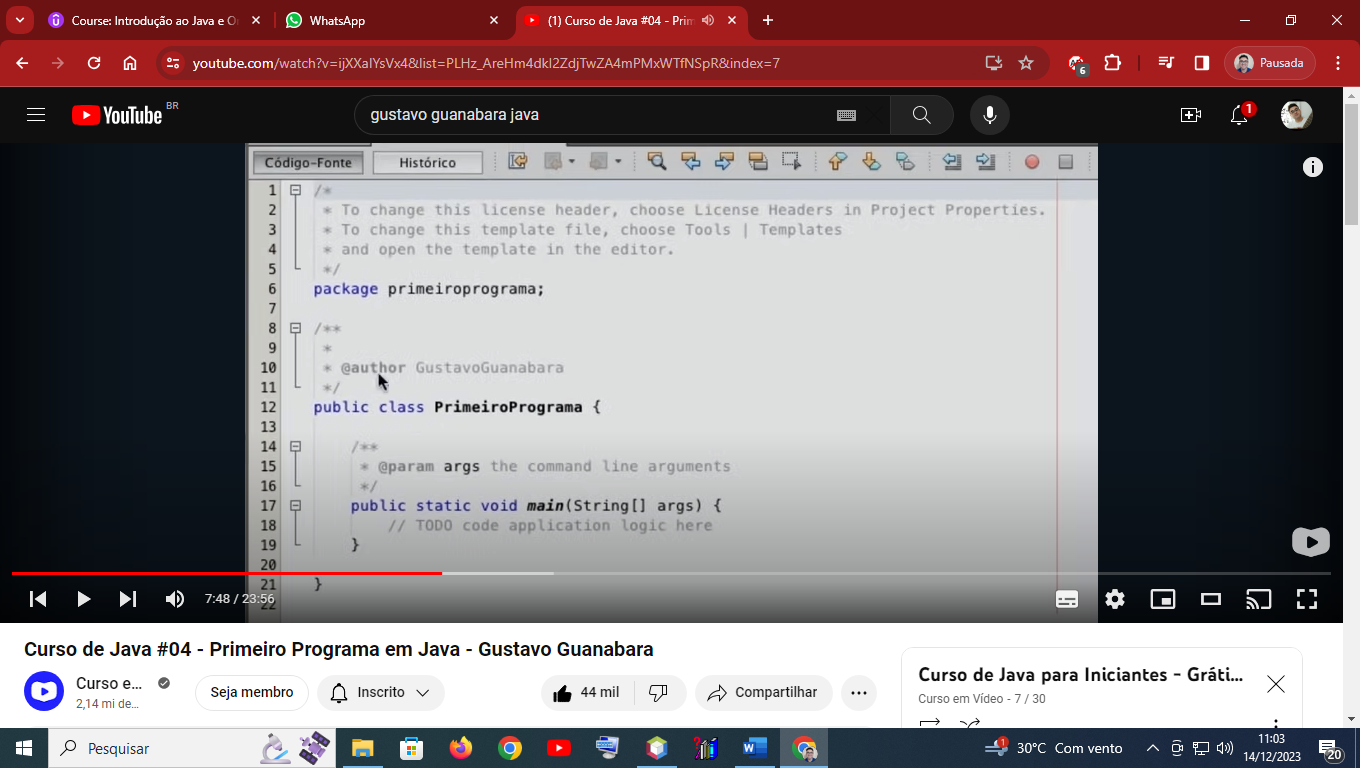 Course: Introdução ao Java e O
WhatsApp
(1) Curso de Java #04 - Prim
youtube.com/watch?v=ijXXalYsVx4&list=PLHz_AreHm4dkI2ZdjTwZA4mPMxWTfNSpR&index=7
6
Pausada
YouTube BR
gustavo guanabara java
1
Código-Fonte
Histórico
1 /*
2 * To change this license header, choose License Headers in Project Properties.
3 * To change this template file, choose Tools | Templates
4 * and open the template in the editor.
5 */
6 package primeiroprograma;
7
8 /**
9 *
10 * @author GustavoGuanabara
11 */
12 public class PrimeiroPrograma {
13
14 /**
15 * @param args the command line arguments
16 */
17 public static void main(String[] args) {
18 // TODO code application logic here
19 }
20
21 }
22
7:48 / 23:56
Curso de Java #04 - Primeiro Programa em Java - Gustavo Guanabara
Curso e...
2,14 mi de...
Seja membro
Inscrito
44 mil
Compartilhar
Curso de Java para Iniciantes - Gráti...
Curso em Vídeo - 7 / 30
Pesquisar
1
30°C Com vento
11:03
14/12/2023
20